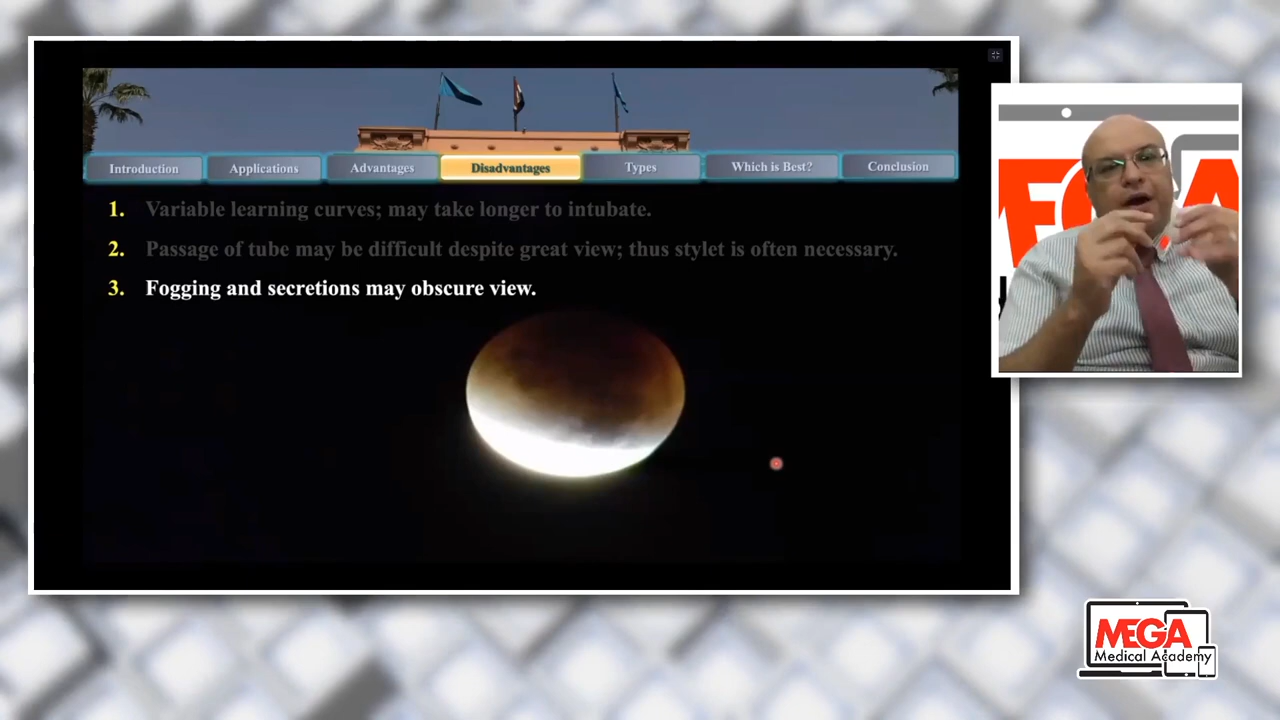 Introduction
Applications
Advantages
Disadvantages
Types
Which is Best?
Conclusion
1. Variable learning curves; may take longer to intubate.
2. Passage of tube may be difficult despite great view; thus stylet is often necessary.
3. Fogging and secretions may obscure view.
MEGA
Medical Academy